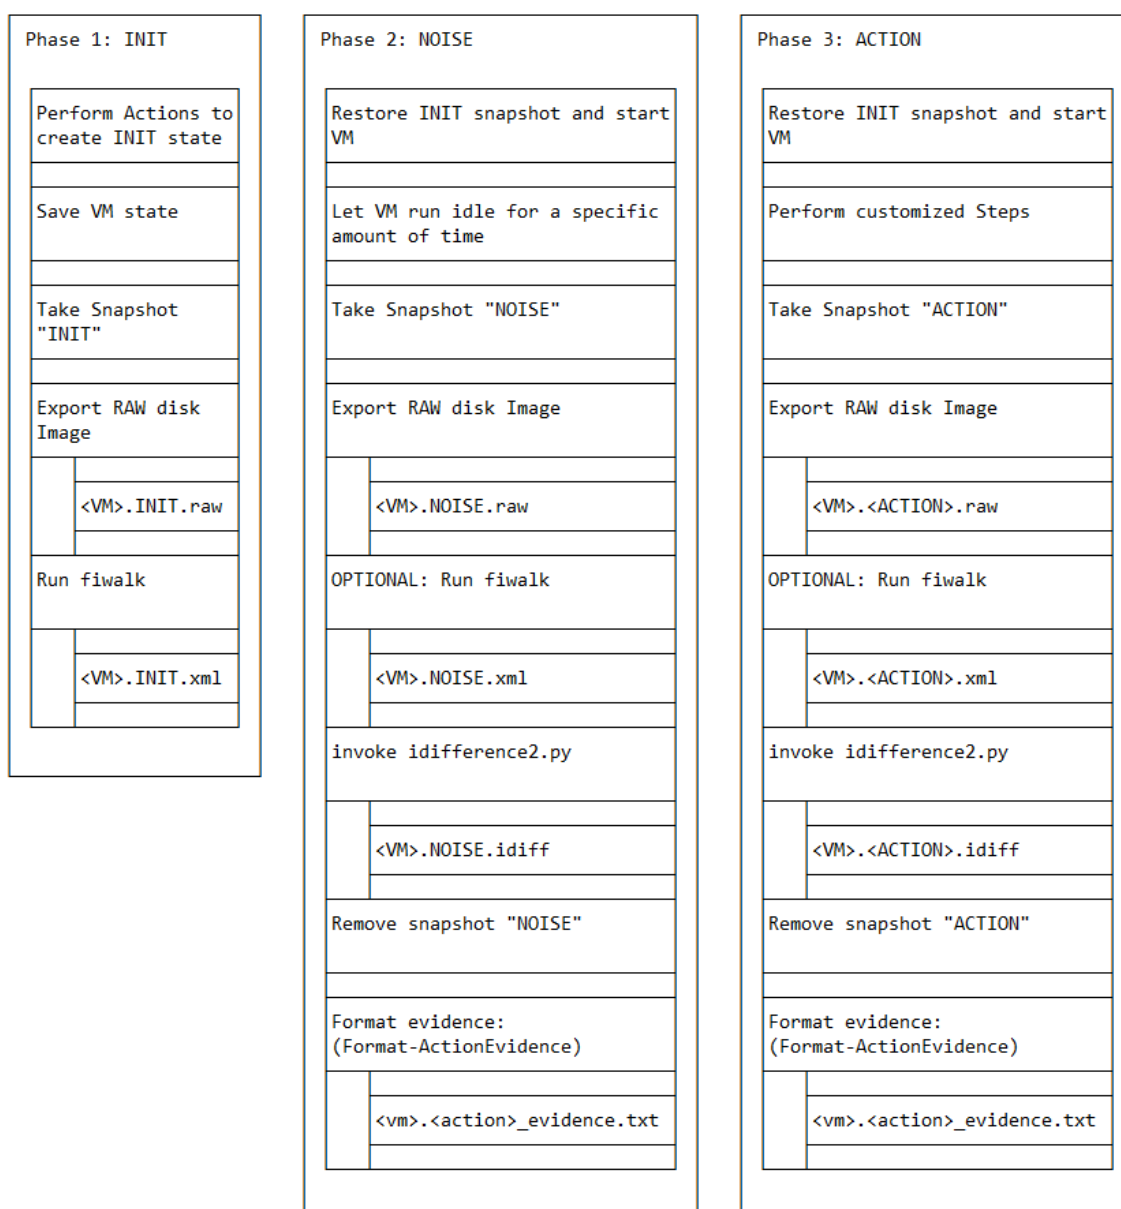 Phase 1: INIT
Perform Actions to
create INIT state
Save VM state
Take Snapshot
"INIT"
Export RAW disk
Image
<VM>.INIT.raw
Run fiwalk
<VM>.INIT.xml
Phase 2: NOISE
Restore INIT snapshot and start
VM
Let VM run idle for a specific
amount of time
Take Snapshot "NOISE"
Export RAW disk Image
<VM>.NOISE.raw
OPTIONAL: Run fiwalk
<VM>.NOISE.xml
invoke idifference2.py
<VM>.NOISE.idiff
Remove snapshot "NOISE"
Format evidence:
(Format-ActionEvidence)
<vm>.<action>_evidence.txt
Phase 3: ACTION
Restore INIT snapshot and start
VM
Perform customized Steps
Take Snapshot "ACTION"
Export RAW disk Image
<VM>.<ACTION>.raw
OPTIONAL: Run fiwalk
<VM>.<ACTION>.xml
invoke idifference2.py
<VM>.<ACTION>.idiff
Remove snapshot "ACTION"
Format evidence:
(Format-ActionEvidence)
<vm>.<action>_evidence.txt